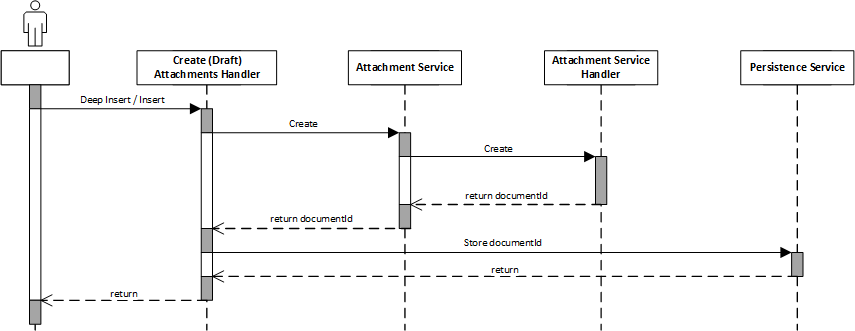 Create (Draft)
Attachments Handler
Attachment Service
Attachment Service
Handler
Persistence Service
Deep Insert / Insert
Create
Create
return documentId
return documentId
Store documentId
return
return